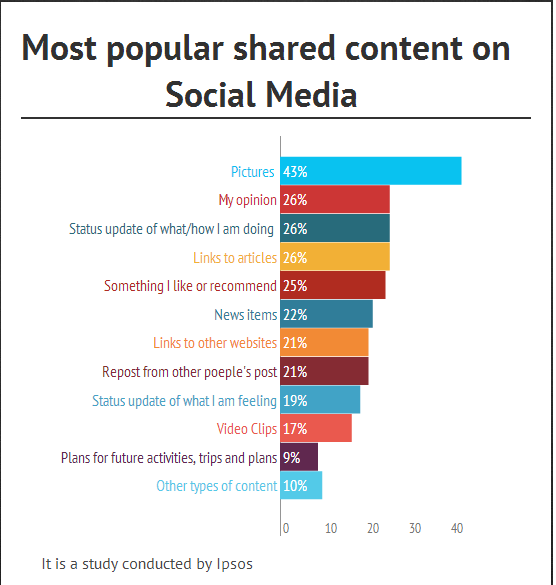 Most popular shared content on
Social Media
Pictures 43%
My opinion 26%
Status update of what/how I am doing 26%
Links to articles 26%
Something I like or recommend 25%
News items 22%
Links to other websites 21%
Repost from other poeple's post 21%
Status update of what I am feeling 19%
Video Clips 17%
Plans for future activities, trips and plans 9%
Other types of content 10%
0 10 20 30 40
It is a study conducted by Ipsos